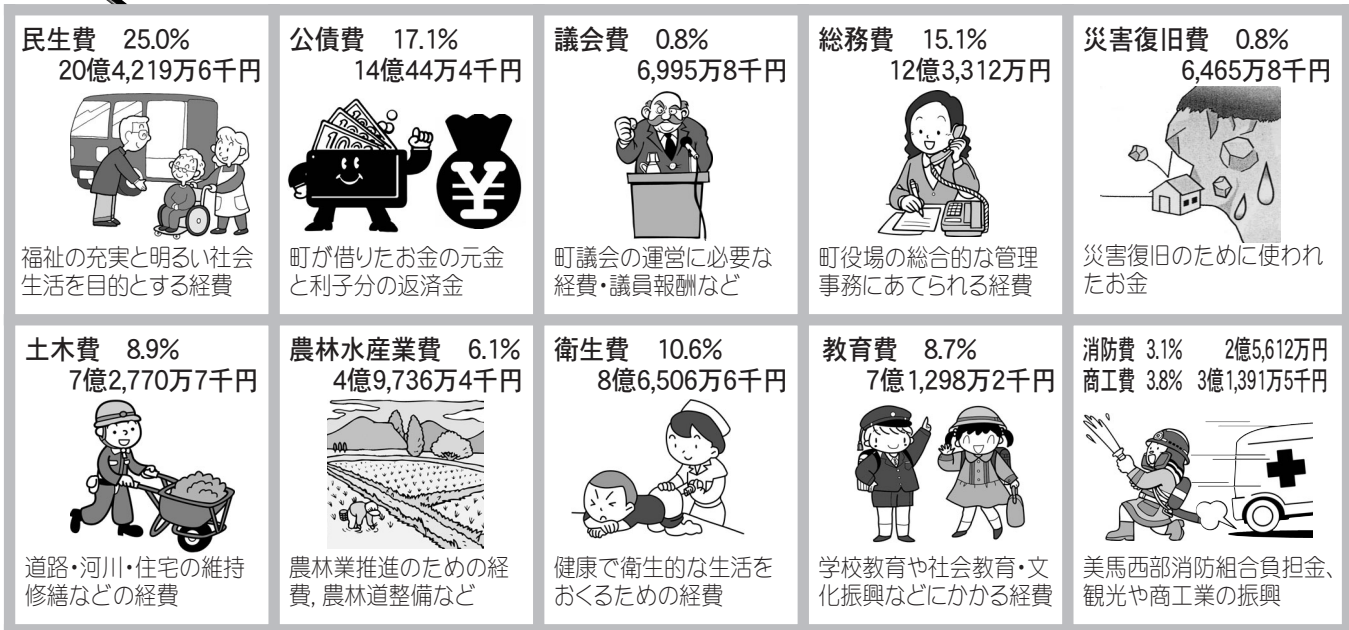 民生費 25.0%
20億4,219万6千円
福祉の充実と明るい社会
生活を目的とする経費
公債費 17.1%
14億44万4千円
町が借りたお金の元金
と利子分の返済金
議会費 0.8%
6,995万8千円
町議会の運営に必要な
経費・議員報酬など
総務費 15.1%
12億3,312万円
町役場の総合的な管理
事務にあてられる経費
災害復旧費 0.8%
6,465万8千円
災害復旧のために使われ
たお金
土木費 8.9%
7億2,770万7千円
道路・河川・住宅の維持
修繕などの経費
農林水産業費 6.1%
4億9,736万4千円
農林業推進のための経
費, 農林道整備など
衛生費 10.6%
8億6,506万6千円
健康で衛生的な生活を
おくるための経費
教育費 8.7%
7億1,298万2千円
学校教育や社会教育・文
化振興などにかかる経費
消防費 3.1% 2億5,612万円
商工費 3.8% 3億1,391万5千円
美馬西部消防組合負担金、
観光や商工業の振興